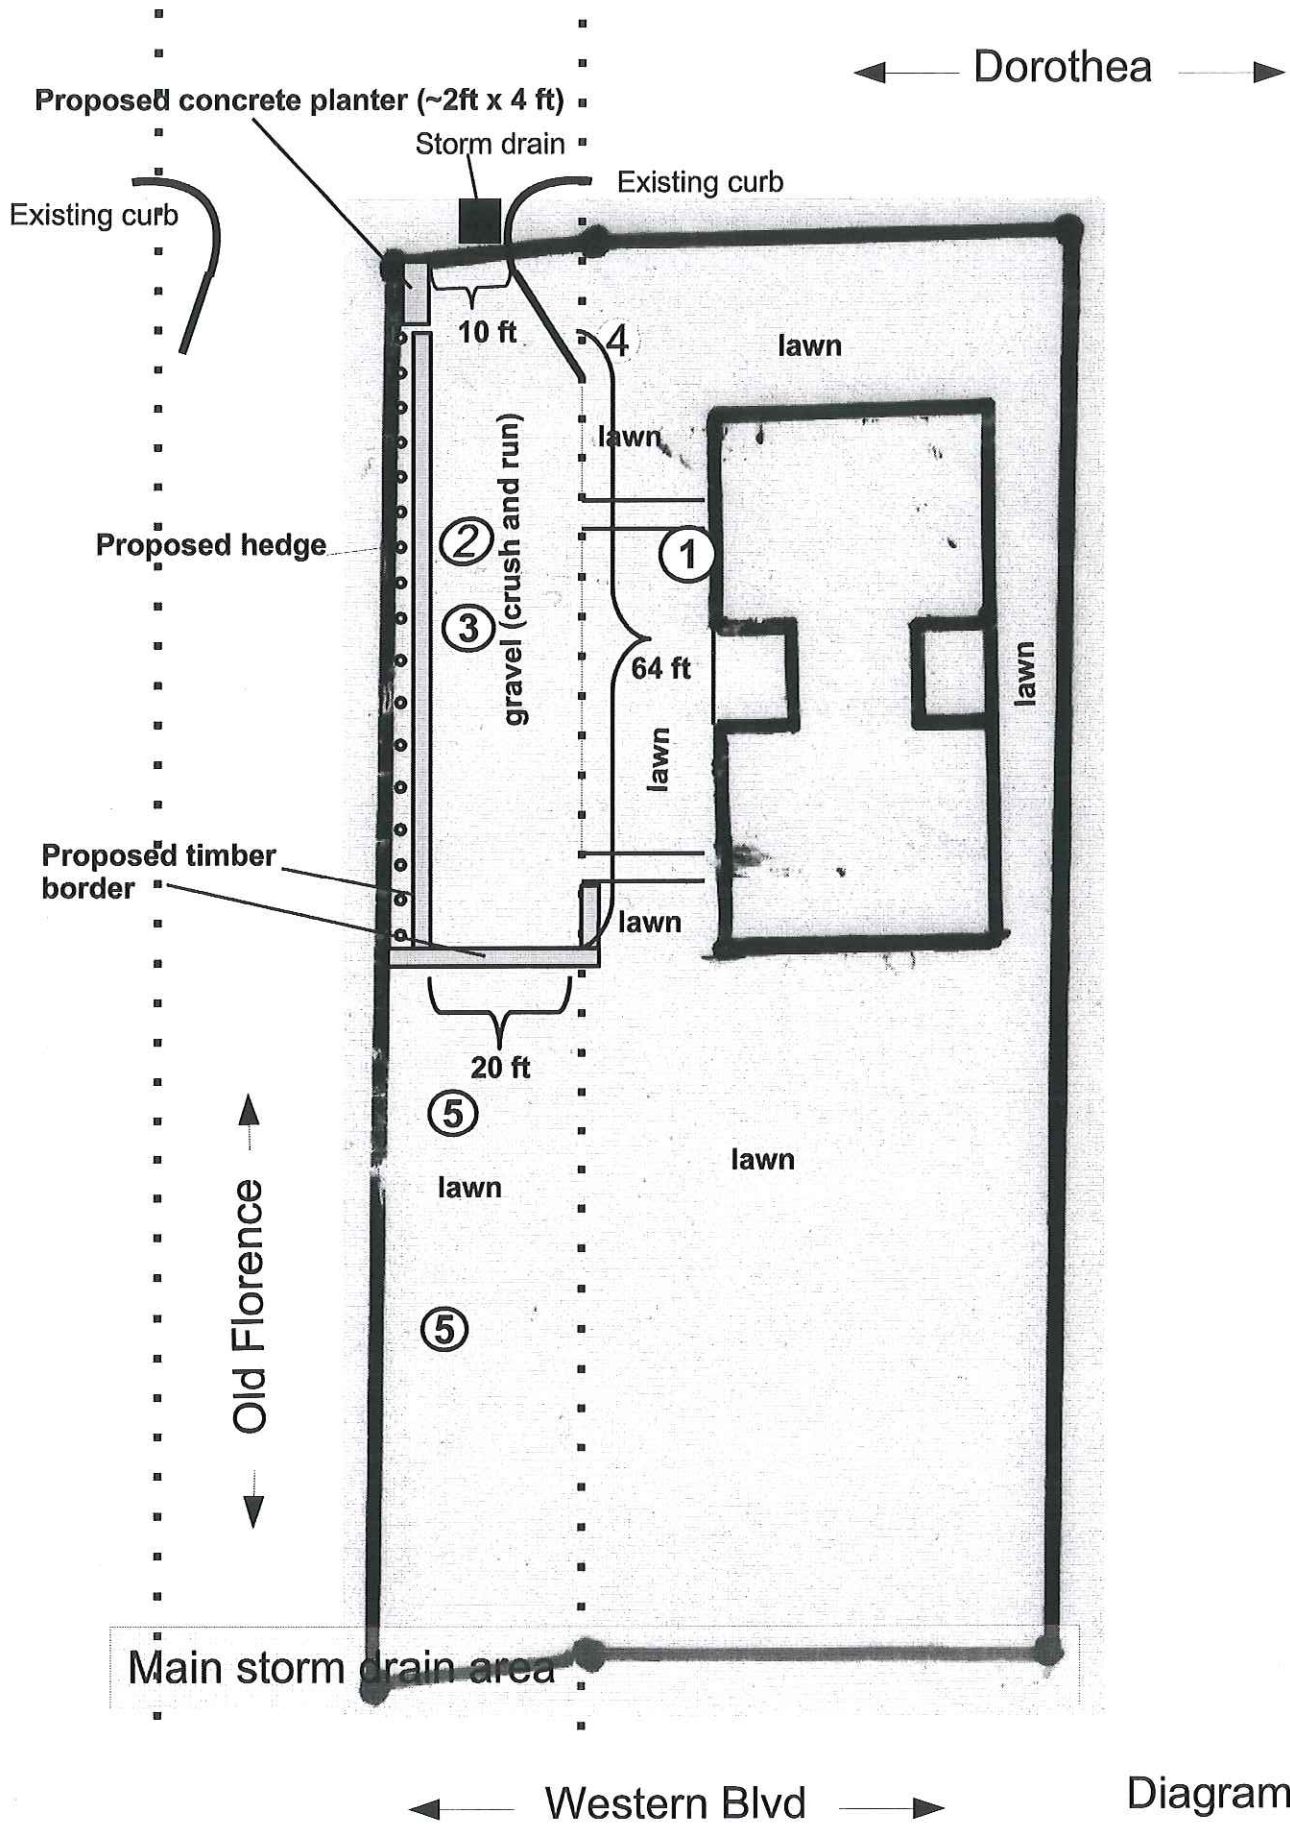 Dorothea
Proposed concrete planter (~2ft x 4 ft)
Storm drain
Existing curb
Existing curb
10 ft
4
lawn
lawn
gravel (crush and run)
2
Proposed hedge
1
3
64 ft
lawn
lawn
Proposed timber
border
lawn
20 ft
5
lawn
lawn
Old Florence
5
Main storm drain area
Western Blvd
Diagram